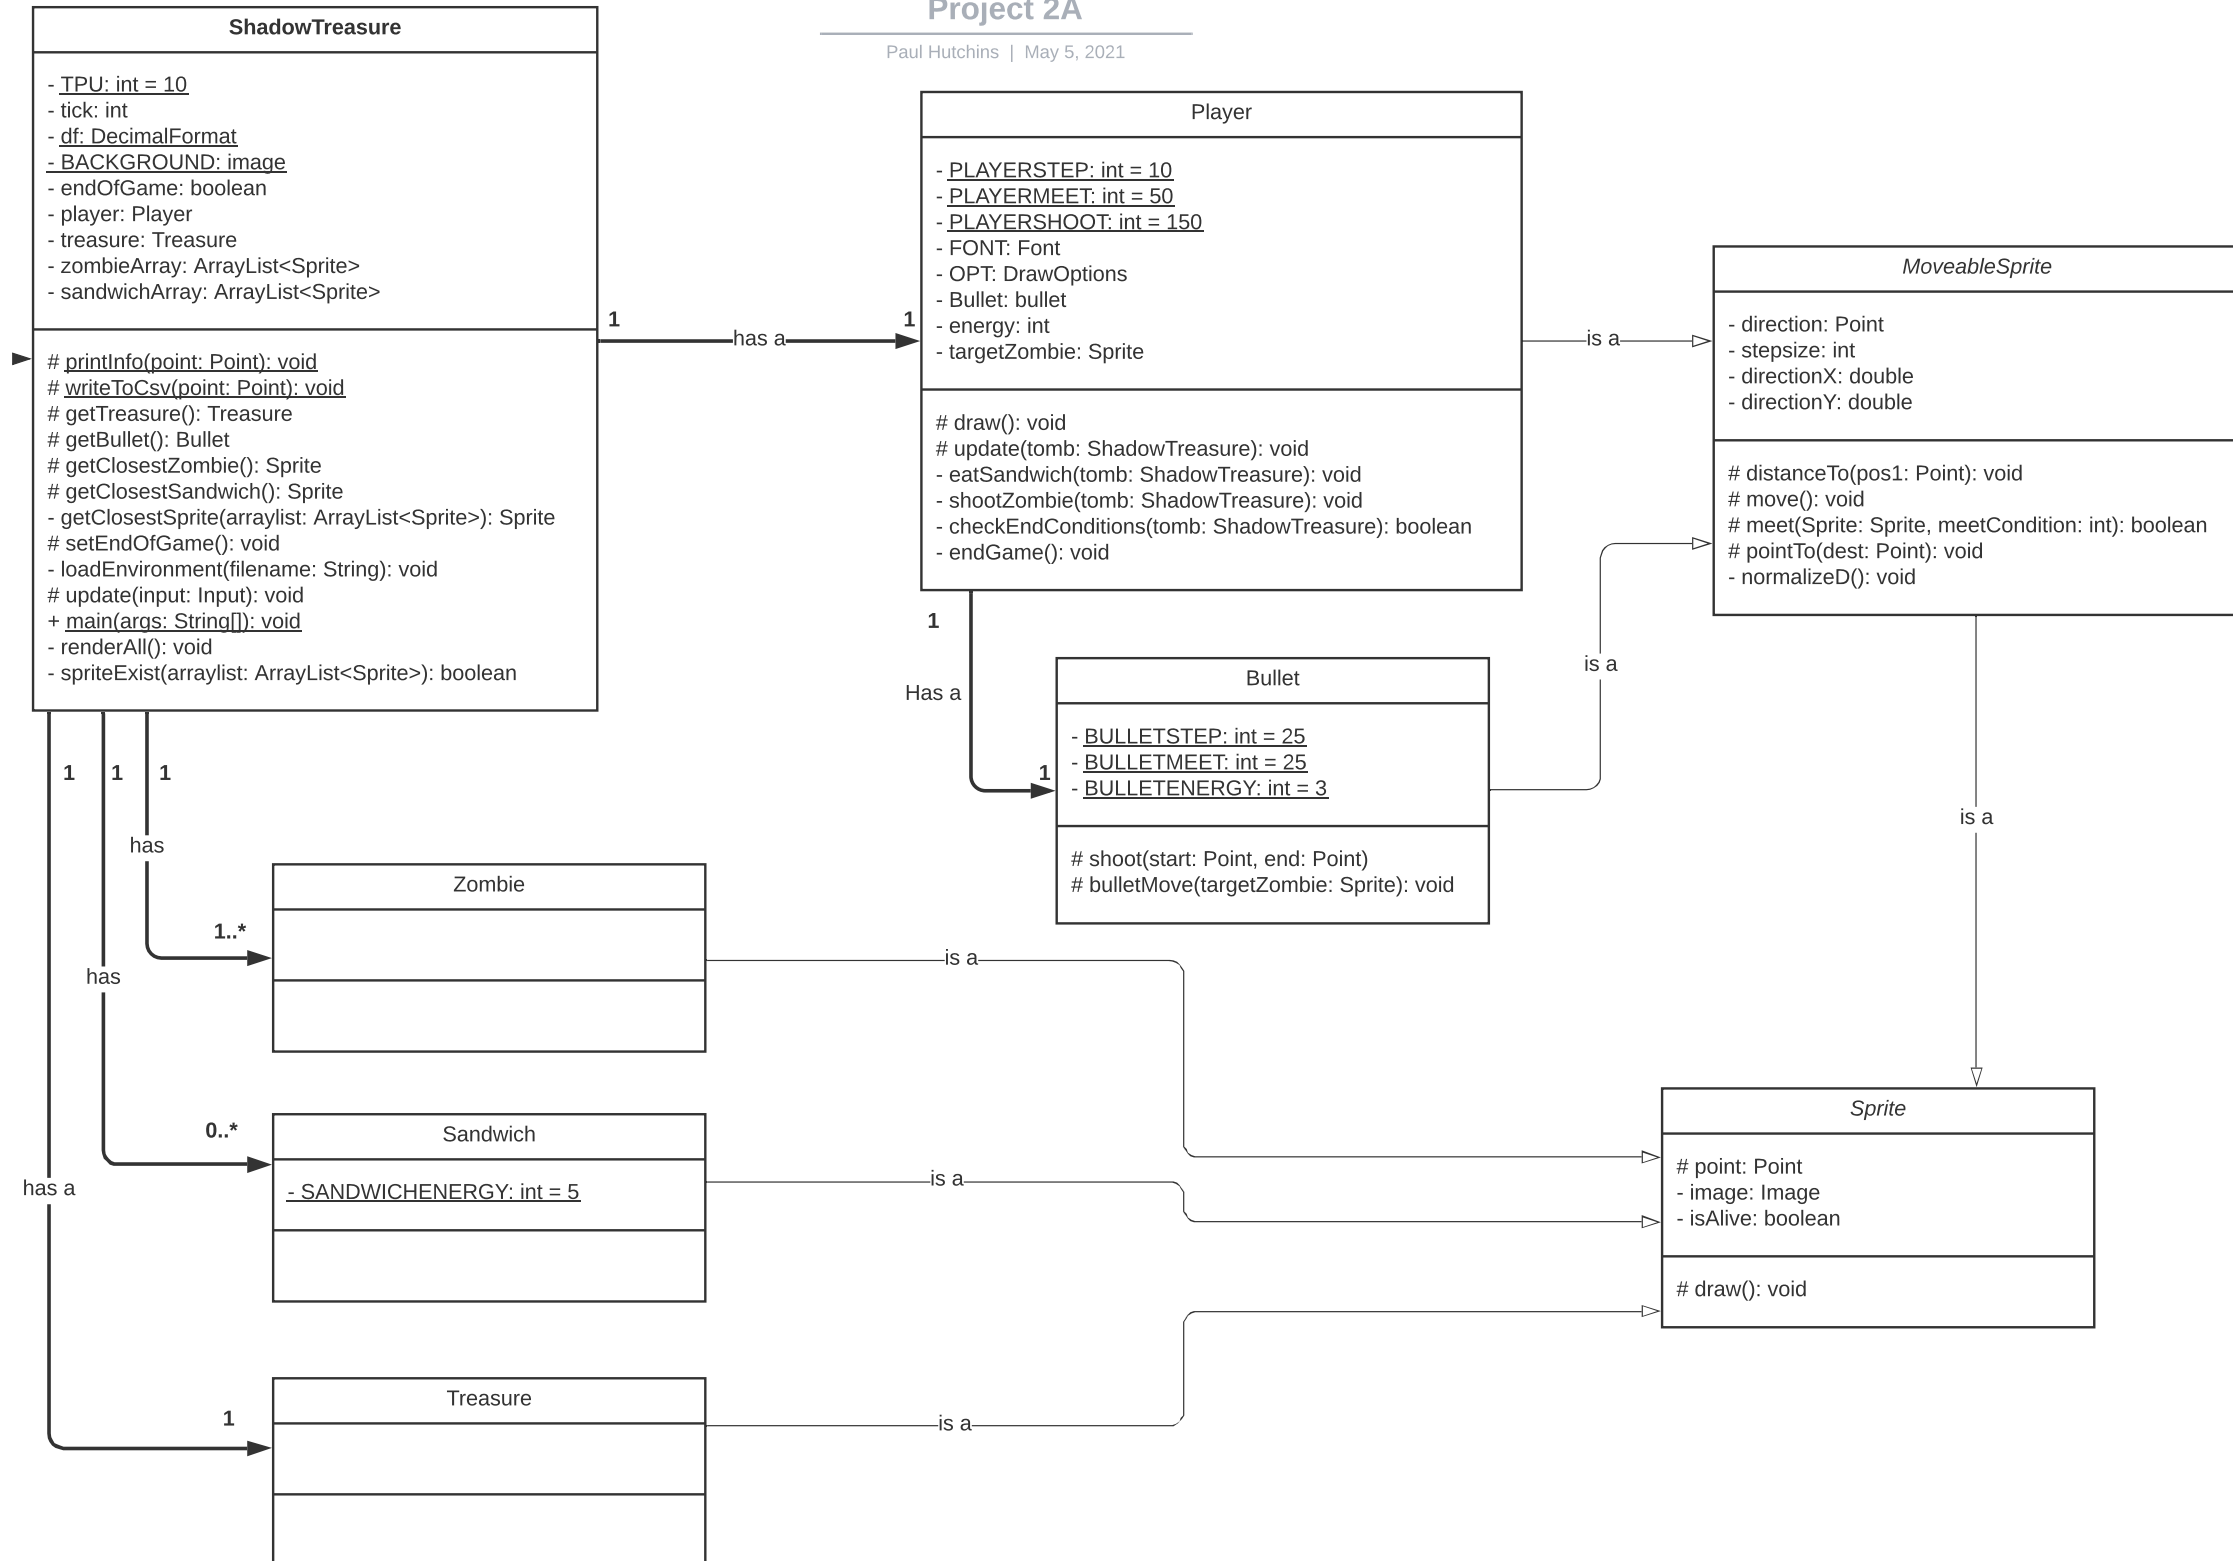 Project 2A
Paul Hutchins | May 5, 2021
ShadowTreasure
- TPU: int = 10
- tick: int
- df: DecimalFormat
- BACKGROUND: image
- endOfGame: boolean
- player: Player
- treasure: Treasure
- zombieArray: ArrayList<Sprite>
- sandwichArray: ArrayList<Sprite>
# printInfo(point: Point): void
# writeToCsv(point: Point): void
# getTreasure(): Treasure
# getBullet(): Bullet
# getClosestZombie(): Sprite
# getClosestSandwich(): Sprite
- getClosestSprite(arraylist: ArrayList<Sprite>): Sprite
# setEndOfGame(): void
- loadEnvironment(filename: String): void
# update(input: Input): void
+ main(args: String[]): void
- renderAll(): void
- spriteExist(arraylist: ArrayList<Sprite>): boolean
1
has a
1
Player
- PLAYERSTEP: int = 10
- PLAYERMEET: int = 50
- PLAYERSHOOT: int = 150
- FONT: Font
- OPT: DrawOptions
- Bullet: bullet
- energy: int
- targetZombie: Sprite
# draw(): void
# update(tomb: ShadowTreasure): void
- eatSandwich(tomb: ShadowTreasure): void
- shootZombie(tomb: ShadowTreasure): void
- checkEndConditions(tomb: ShadowTreasure): boolean
- endGame(): void
is a
MoveableSprite
- direction: Point
- stepsize: int
- directionX: double
- directionY: double
# distanceTo(pos1: Point): void
# move(): void
# meet(Sprite: Sprite, meetCondition: int): boolean
# pointTo(dest: Point): void
- normalizeD(): void
1
Has a
1
Bullet
- BULLETSTEP: int = 25
- BULLETMEET: int = 25
- BULLETENERGY: int = 3
# shoot(start: Point, end: Point)
# bulletMove(targetZombie: Sprite): void
is a
is a
1
1
1
has
1..*
Zombie
is a
has
0..*
Sandwich
- SANDWICHENERGY: int = 5
is a
has a
1
Treasure
is a
Sprite
# point: Point
- image: Image
- isAlive: boolean
# draw(): void